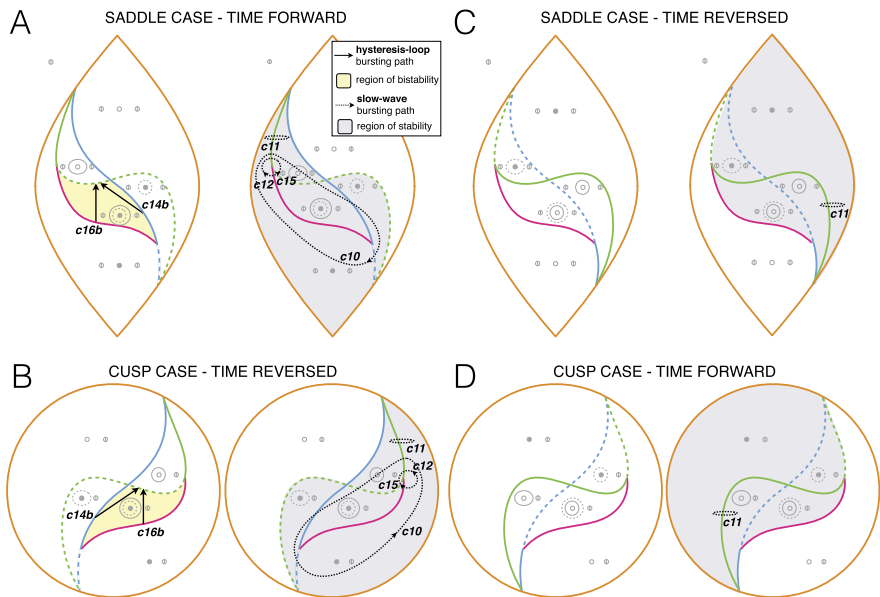 A
SADDLE CASE - TIME FORWARD
C
SADDLE CASE - TIME REVERSED
hysteresis-loop
bursting path
region of bistability
slow-wave
bursting path
region of stability
c11
c12
c15
c14b
c16b
c10
c11
B
CUSP CASE - TIME REVERSED
D
CUSP CASE - TIME FORWARD
c11
c12
c15
c14b
c16b
c10
c11